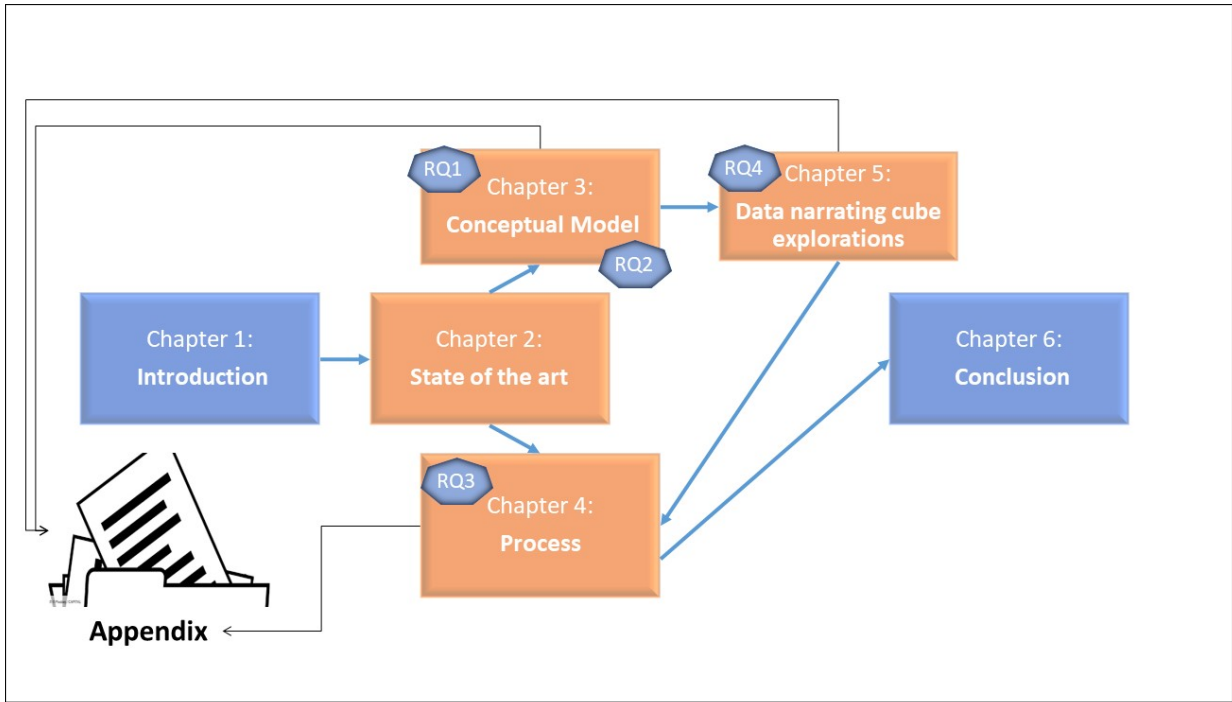 RQ1
Chapter 3:
Conceptual Model
RQ2
RQ4
Chapter 5:
Data narrating cube
explorations
Chapter 1:
Introduction
Chapter 2:
State of the art
Chapter 6:
Conclusion
RQ3
Chapter 4:
Process
Appendix